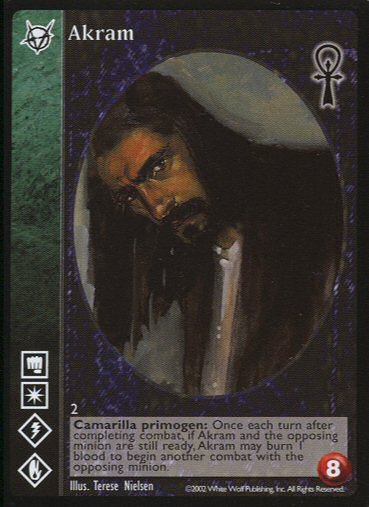 Akram
2
Camarilla primogen: Once each turn after
completing combat, if Akram and the opposing
minion are still ready, Akram may burn 1
blood to begin another combat with the
opposing minion.
8
Illus. Terese Nielsen
©2002 White Wolf Publishing, Inc. All Rights Reserved.